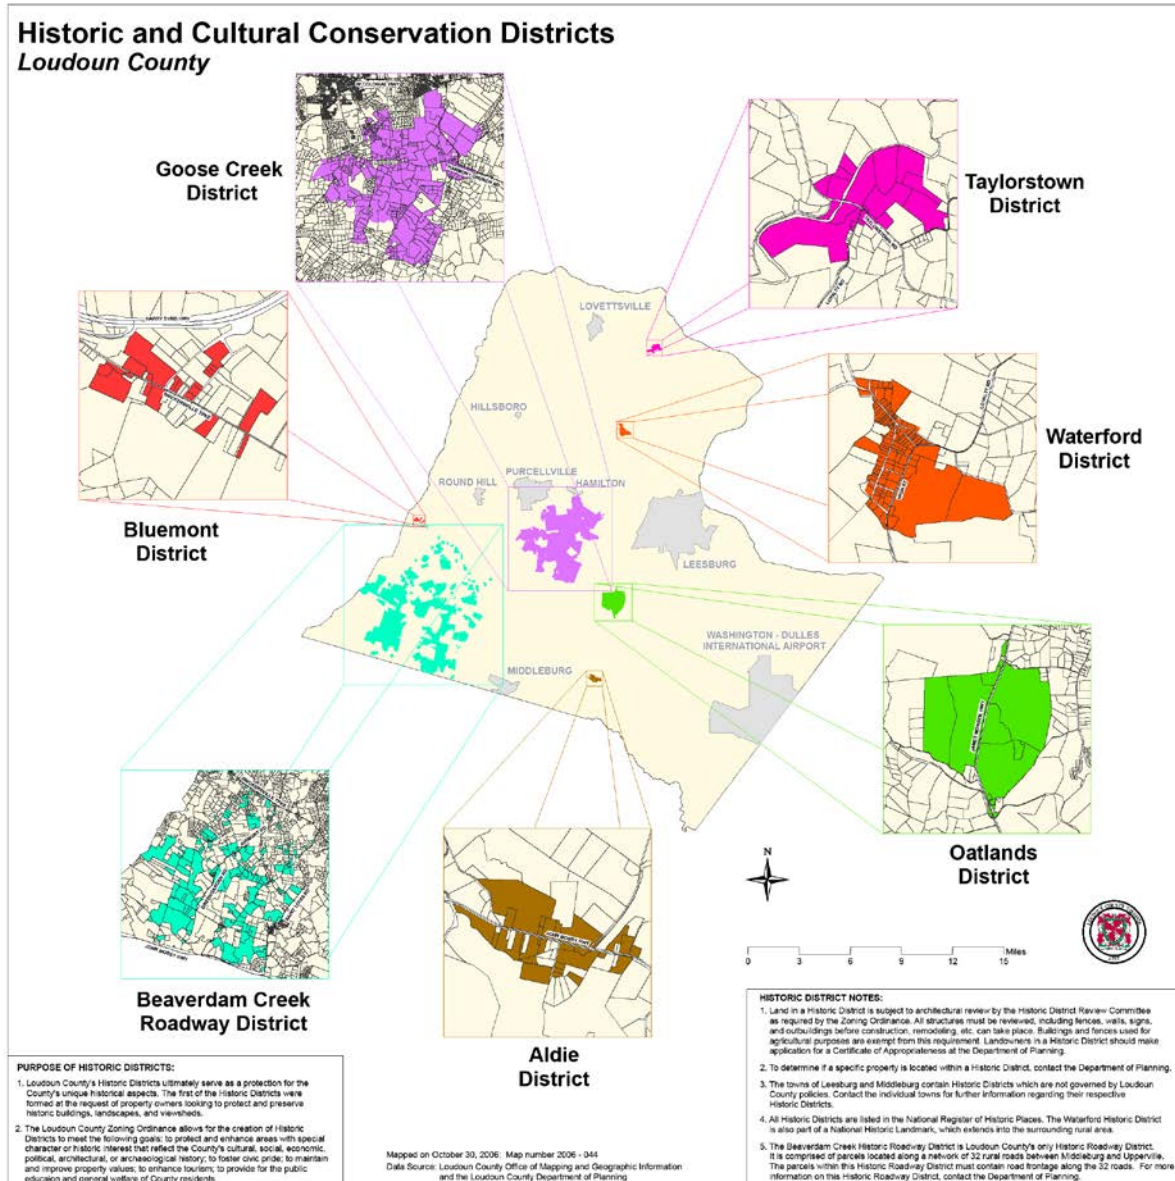 Historic and Cultural Conservation Districts
Loudoun County
Goose Creek
District
Taylorstown
District
TAYLORSTOWN RD
LOVETTSVILLE
HARRY BYRD HWY
SNICKERSVILLE TPKE
HILLSBORO
Waterford
District
PURCELLVILLE
ROUND HILL
HAMILTON
Bluemont
District
LEESBURG
WASHINGTON - DULLES
INTERNATIONAL AIRPORT
MIDDLEBURG
JAMES MONROE HWY
Oatlands
District
N
JOHN MOSBY HWY
JOHN MOSBY HWY
Beaverdam Creek
Roadway District
Aldie
District
0 3 6 9 12 15 Miles
PURPOSE OF HISTORIC DISTRICTS:
1. Loudoun County's Historic Districts ultimately serve as a protection for the
County's unique historical aspects. The first of the Historic Districts were
formed at the request of property owners looking to protect and preserve
historic buildings, landscapes, and viewsheds.
2. The Loudoun County Zoning Ordinance allows for the creation of Historic
Districts to meet the following goals: to protect and enhance areas with special
character or historic interest that reflect the County's cultural, social, economic,
political, architectural, or archaeological history; to foster civic pride; to maintain
and improve property values; to enhance tourism; to provide for the public
educaion and general welfare of County residents.
Mapped on October 30, 2006: Map number 2006 - 044
Data Source: Loudoun County Office of Mapping and Geographic Information
and the Loudoun County Department of Planning
HISTORIC DISTRICT NOTES:
1. Land in a Historic District is subject to architectural review by the Historic District Review Committee
as required by the Zoning Ordinance. All structures must be reviewed, including fences, walls, signs,
and outbuildings before construction, remodeling, etc. can take place. Buildings and fences used for
agricultural purposes are exempt from this requirement. Landowners in a Historic District should make
application for a Certificate of Appropriateness at the Department of Planning.
2. To determine if a specific property is located within a Historic District, contact the Department of Planning.
3. The towns of Leesburg and Middleburg contain Historic Districts which are not governed by Loudoun
County policies. Contact the individual towns for further information regarding their respective
Historic Districts.
4. All Historic Districts are listed in the National Register of Historic Places. The Waterford Historic District
is also part of a National Historic Landmark, which extends into the surrounding rural area.
5. The Beaverdam Creek Historic Roadway District is Loudoun County's only Historic Roadway District.
It is comprised of parcels located along a network of 32 rural roads between Middleburg and Upperville.
The parcels within this Historic Roadway District must contain road frontage along the 32 roads. For more
information on this Historic Roadway District, contact the Department of Planning.